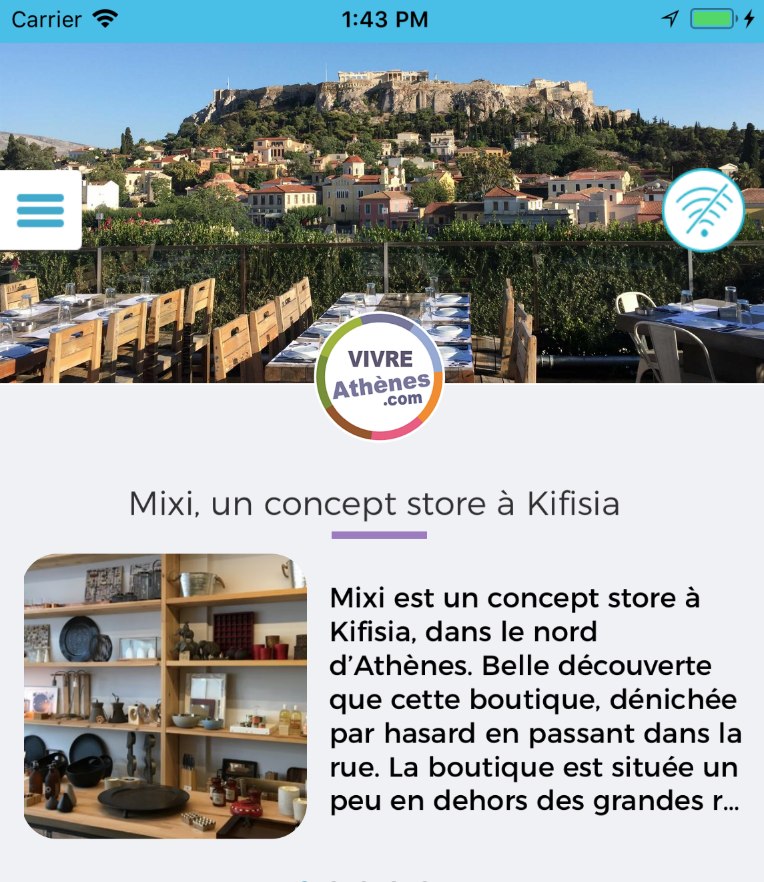 Carrier 1:43 PM
VIVRE
Athènes
.com
Mixi, un concept store à Kifisia
Mixi est un concept store à
Kifisia, dans le nord
d’Athènes. Belle découverte
que cette boutique, dénichée
par hasard en passant dans la
rue. La boutique est située un
peu en dehors des grandes r...